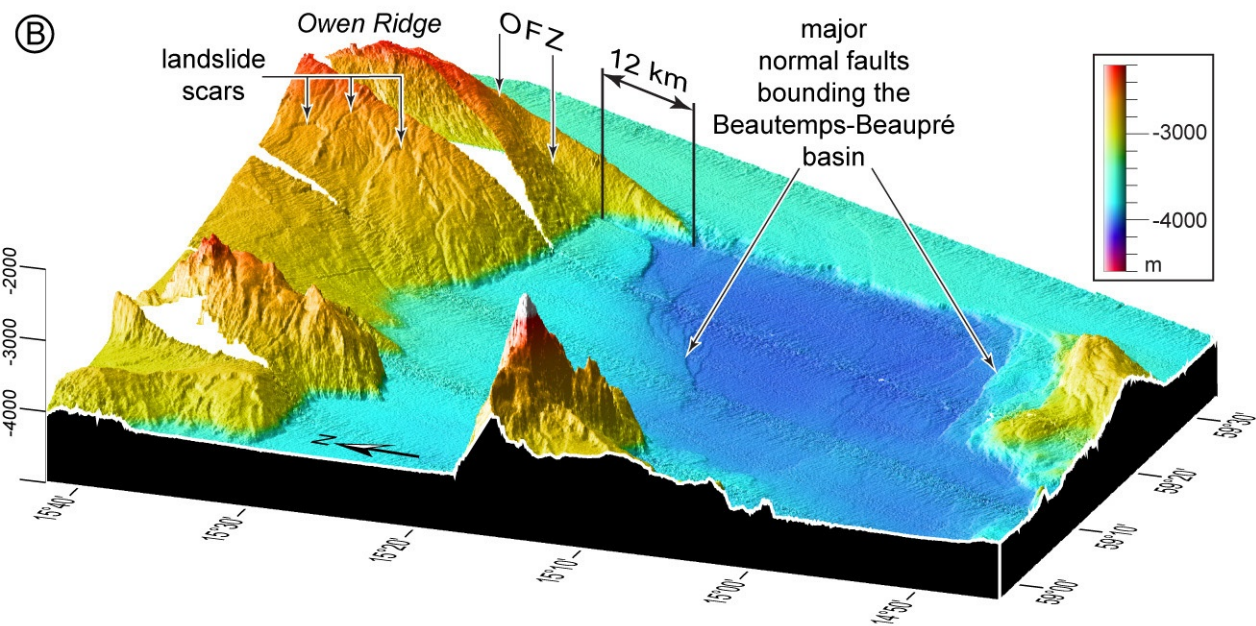 B
Owen Ridge
OFZ
landslide
scars
12 km
major
normal faults
bounding the
Beautemps-Beaupré
basin
-3000
-4000
m
-2000
-3000
-4000
N
15°40'
15°30'
15°20'
15°10'
15°00'
14°50'
59°00'
59°10'
59°20'
59°30'